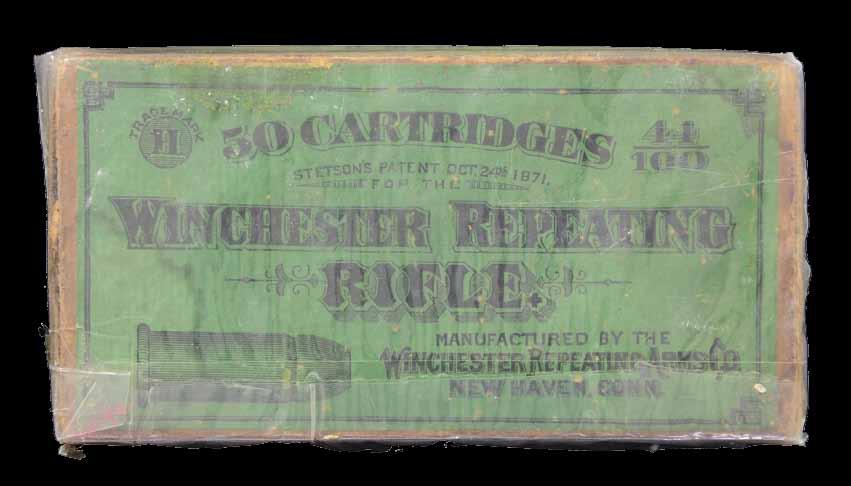 TRADE MARK
H
50 CARTRIDGES 44/100
STETSON'S PATENT OCT. 24th 1871.
FOR THE
WINCHESTER REPEATING
RIFLE.
MANUFACTURED BY THE
WINCHESTER REPEATING ARMS CO.
NEW HAVEN, CONN.